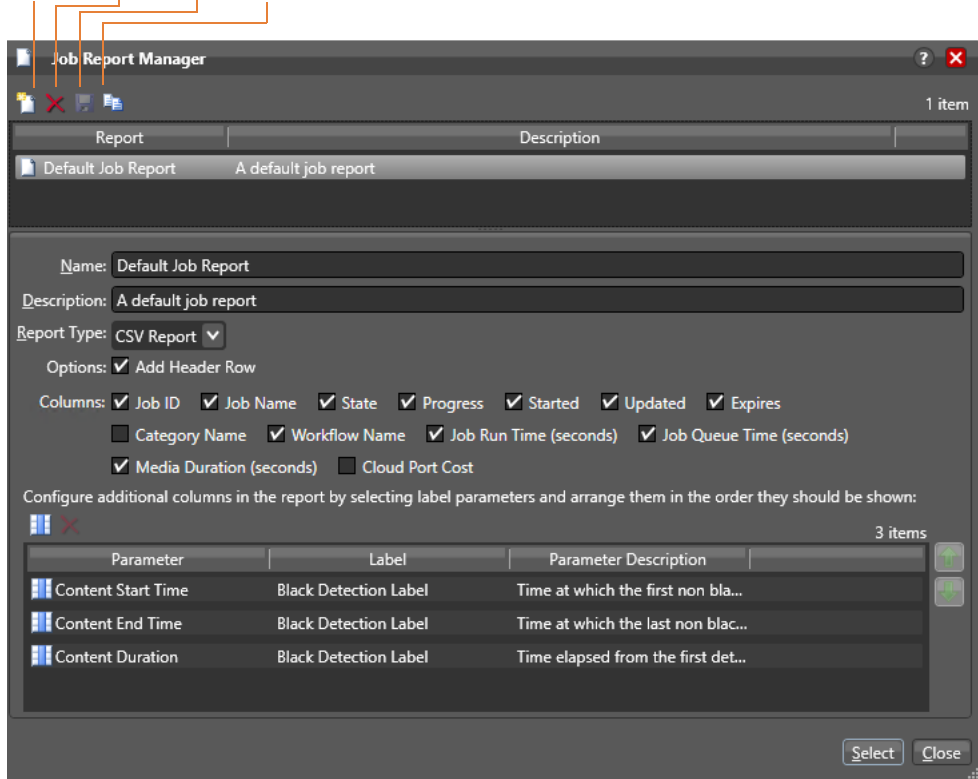 Job Report Manager
?
1 item
Report Description
Default Job Report A default job report
Name: Default Job Report
Description: A default job report
Report Type: CSV Report
Options: Add Header Row
Columns: Job ID Job Name State Progress Started Updated Expires
Category Name Workflow Name Job Run Time (seconds) Job Queue Time (seconds)
Media Duration (seconds) Cloud Port Cost
Configure additional columns in the report by selecting label parameters and arrange them in the order they should be shown:
3 items
Parameter Label Parameter Description
Content Start Time Black Detection Label Time at which the first non bla...
Content End Time Black Detection Label Time at which the last non blac...
Content Duration Black Detection Label Time elapsed from the first det...
Select Close